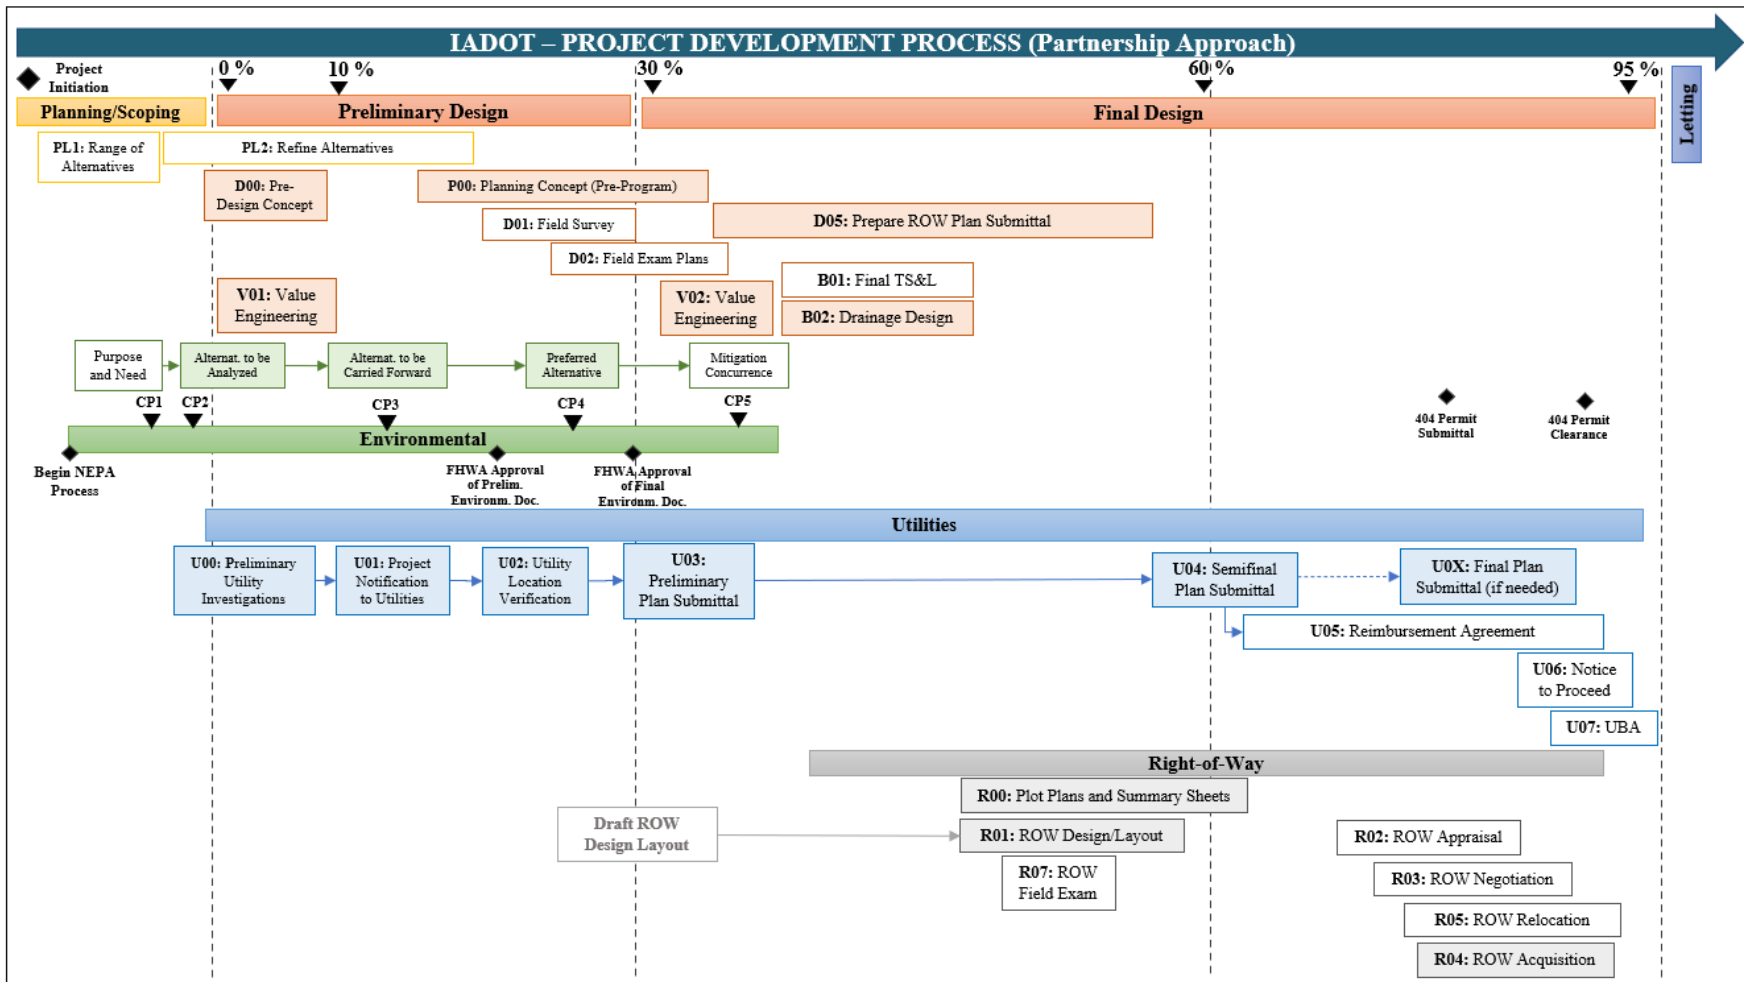 IADOT – PROJECT DEVELOPMENT PROCESS (Partnership Approach)
Project
Initiation
0 %
10 %
30 %
60 %
95 %
Planning/Scoping
Preliminary Design
Final Design
Letting
PL1: Range of
Alternatives
PL2: Refine Alternatives
D00: Pre-
Design Concept
P00: Planning Concept (Pre-Program)
D01: Field Survey
D05: Prepare ROW Plan Submittal
D02: Field Exam Plans
V01: Value
Engineering
V02: Value
Engineering
B01: Final TS&L
B02: Drainage Design
Purpose
and Need
Alternat. to be
Analyzed
Alternat. to be
Carried Forward
Preferred
Alternative
Mitigation
Concurrence
CP1
CP2
CP3
CP4
CP5
404 Permit
Submittal
404 Permit
Clearance
Environmental
Begin NEPA
Process
FHWA Approval
of Prelim.
Environm. Doc.
FHWA Approval
of Final
Environm. Doc.
Utilities
U00: Preliminary
Utility
Investigations
U01: Project
Notification
to Utilities
U02: Utility
Location
Verification
U03:
Preliminary
Plan Submittal
U04: Semifinal
Plan Submittal
U0X: Final Plan
Submittal (if needed)
U05: Reimbursement Agreement
U06: Notice
to Proceed
U07: UBA
Right-of-Way
R00: Plot Plans and Summary Sheets
Draft ROW
Design Layout
R01: ROW Design/Layout
R02: ROW Appraisal
R07: ROW
Field Exam
R03: ROW Negotiation
R05: ROW Relocation
R04: ROW Acquisition